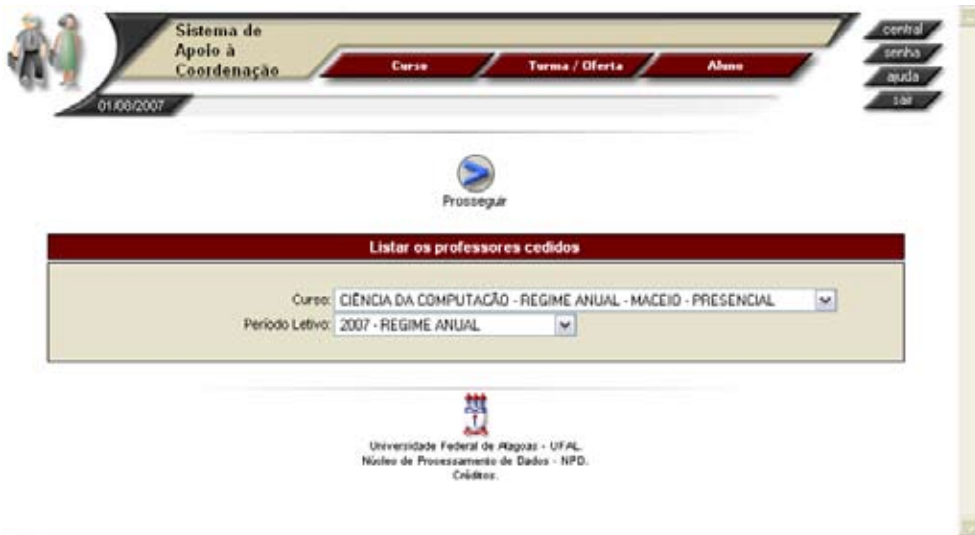 Sistema de
Apoio à
Coordenação
Curso
Turma / Oferta
Aluno
central
senha
ajuda
sair
01/08/2007
Prosseguir
Listar os professores cedidos
Curso: CIÊNCIA DA COMPUTAÇÃO - REGIME ANUAL - MACEIO - PRESENCIAL
Período Letivo: 2007 - REGIME ANUAL
Universidade Federal de Alagoas - UFAL.
Núcleo de Processamento de Dados - NPD.
Créditos.